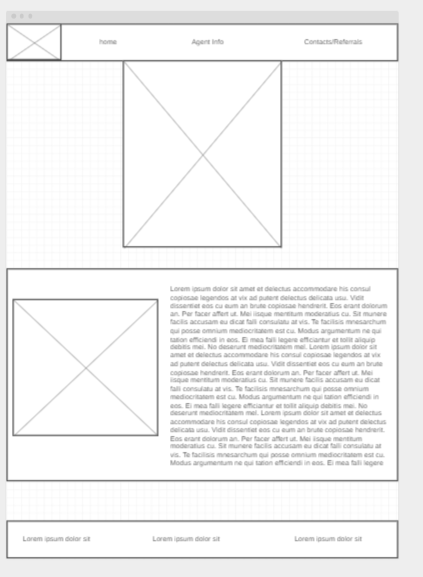 home
Agent Info
Contacts/Referrals
Lorem ipsum dolor sit amet et delectus accommodare his consul
copiosae legendos at vix ad putent delectus delicata usu. Vidit
dissentiet eos cu eum an brute copiosae hendrerit. Eos erant dolorum
an. Per facer affert ut. Mei iisque mentitum moderatius cu. Sit munere
facilis accusam eu dicat falli consulatu at vis. Te facilis mnesarchum
qui posse omnium mediocritatem est cu. Modus argumentum ne qui
tation efficiendi in eos. Ei mea falli legere efficiantur et tollit aliquip
debitis mei. No deserunt mediocritatem. Lorem ipsum dolor sit
amet et delectus accommodare his consul copiosae legendos at vix
ad putent delectus delicata usu. Vidit dissentiet eos cu eum an brute
copiosae hendrerit. Eos erant dolorum an. Per facer affert ut. Mei
iisque mentitum moderatius cu. Sit munere facilis accusam eu dicat
falli consulatu at vis. Te facilis mnesarchum qui posse omnium
mediocritatem est cu. Modus argumentum ne qui tation efficiendi in
eos. Ei mea falli legere efficiantur et tollit aliquip debitis mei. No
deserunt mediocritatem. Lorem ipsum dolor sit amet et delectus
accommodare his consul copiosae legendos at vix ad putent delectus
delicata usu. Vidit dissentiet eos cu eum an brute copiosae hendrerit.
Eos erant dolorum an. Per facer affert ut. Mei iisque mentitum
moderatius cu. Sit munere facilis accusam eu dicat falli consulatu at
vis. Te facilis mnesarchum qui posse omnium mediocritatem est cu.
Modus argumentum ne qui tation efficiendi in eos. Ei mea falli legere
Lorem ipsum dolor sit
Lorem ipsum dolor sit
Lorem ipsum dolor sit